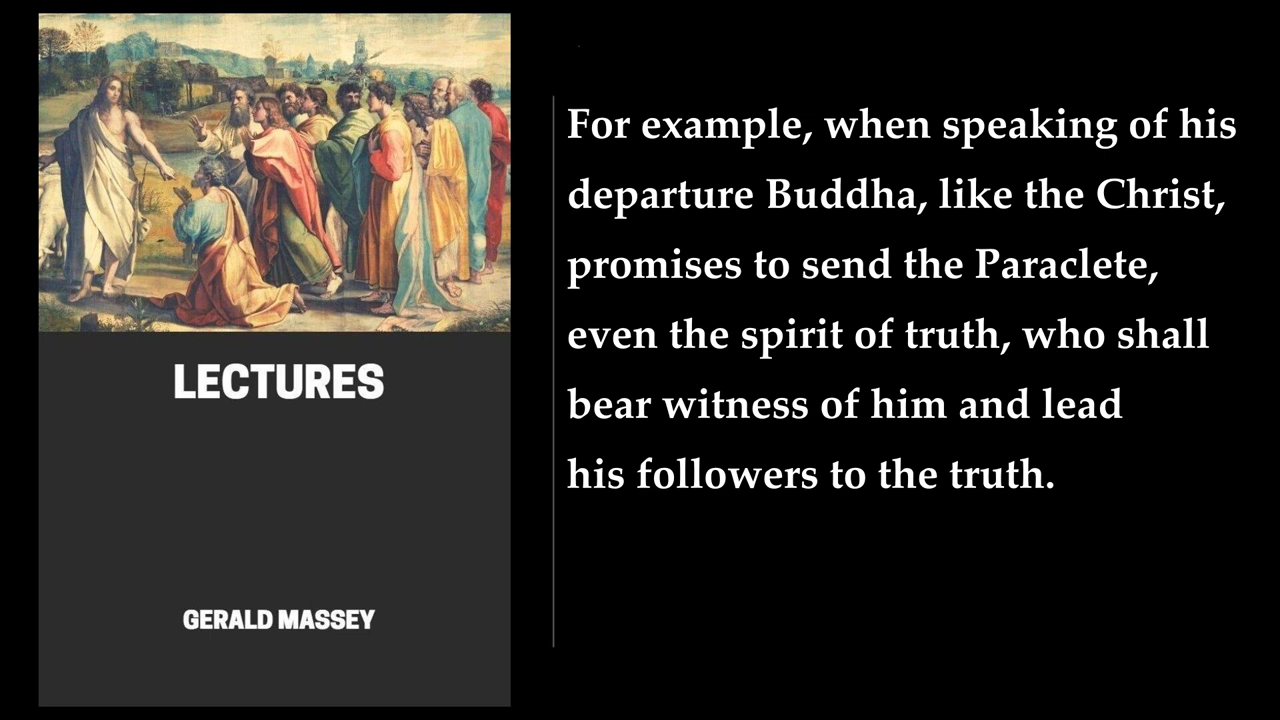 LECTURES
GERALD MASSEY
For example, when speaking of his
departure Buddha, like the Christ,
promises to send the Paraclete,
even the spirit of truth, who shall
bear witness of him and lead
his followers to the truth.